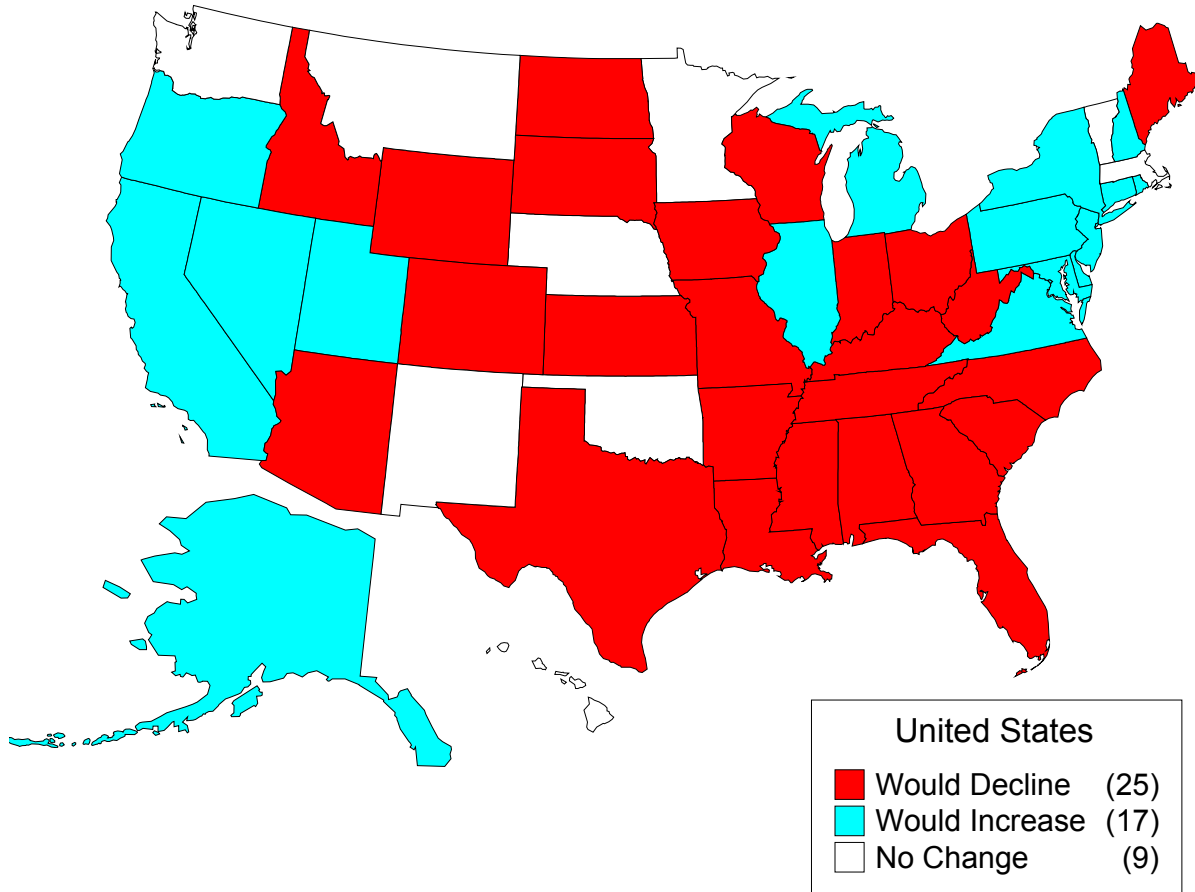 United States
Would Decline (25)
Would Increase (17)
No Change (9)